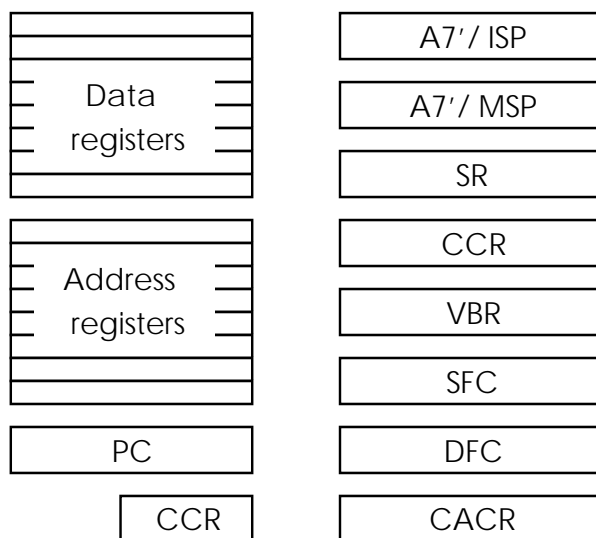 Data
registers
Address
registers
PC
CCR
A7′/ ISP
A7′/ MSP
SR
CCR
VBR
SFC
DFC
CACR